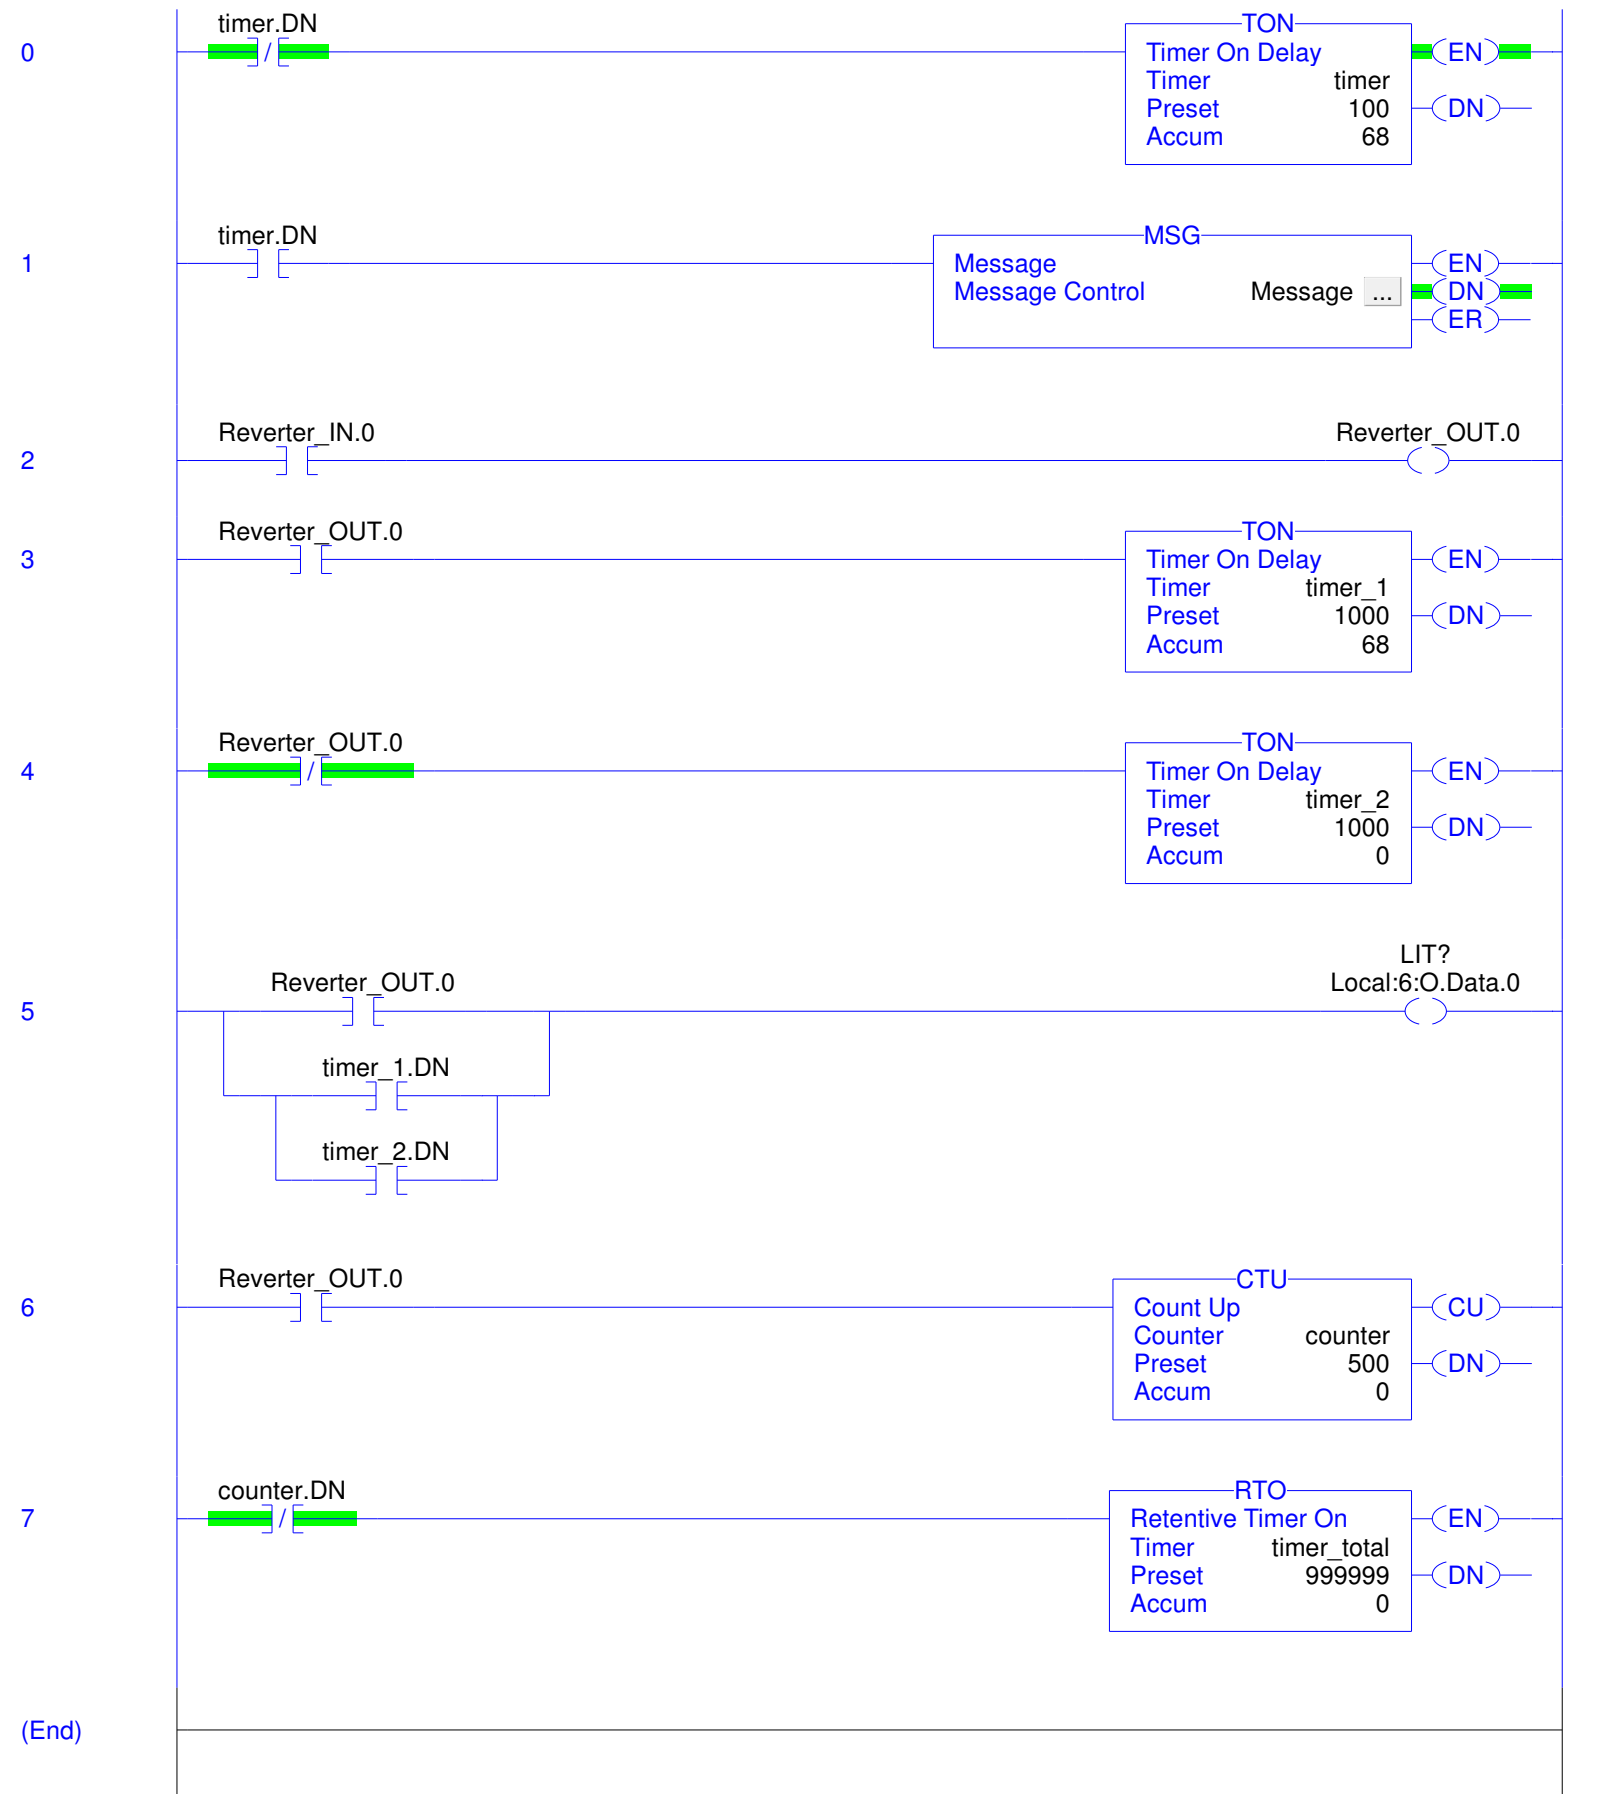 0
timer.DN
/
TON
Timer On Delay
Timer timer
Preset 100
Accum 68
EN
DN
1
timer.DN
MSG
Message
Message Control Message ...
EN
DN
ER
2
Reverter_IN.0
Reverter_OUT.0
3
Reverter_OUT.0
TON
Timer On Delay
Timer timer_1
Preset 1000
Accum 68
EN
DN
4
Reverter_OUT.0
/
TON
Timer On Delay
Timer timer_2
Preset 1000
Accum 0
EN
DN
5
Reverter_OUT.0
timer_1.DN
timer_2.DN
LIT?
Local:6:O.Data.0
6
Reverter_OUT.0
CTU
Count Up
Counter counter
Preset 500
Accum 0
CU
DN
7
counter.DN
/
RTO
Retentive Timer On
Timer timer_total
Preset 999999
Accum 0
EN
DN
(End)